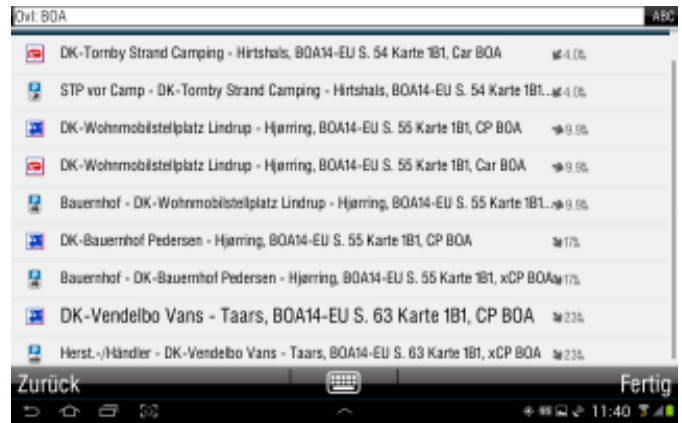 Ovl: BOA
ABC
DK-Tornby Strand Camping - Hirtshals, BOA14-EU S. 54 Karte 1B1, Car BOA
STP vor Camp - DK-Tornby Strand Camping - Hirtshals, BOA14-EU S. 54 Karte 1B1...
DK-Wohnmobilstellplatz Lindrup - Hjørring, BOA14-EU S. 55 Karte 1B1, CP BOA
DK-Wohnmobilstellplatz Lindrup - Hjørring, BOA14-EU S. 55 Karte 1B1, Car BOA
Bauernhof - DK-Wohnmobilstellplatz Lindrup - Hjørring, BOA14-EU S. 55 Karte 1B1...
DK-Bauernhof Pedersen - Hjørring, BOA14-EU S. 55 Karte 1B1, CP BOA
Bauernhof - DK-Bauernhof Pedersen - Hjørring, BOA14-EU S. 55 Karte 1B1, xCP BOA
DK-Vendelbo Vans - Taars, BOA14-EU S. 63 Karte 1B1, CP BOA
Herst.-/Händler - DK-Vendelbo Vans - Taars, BOA14-EU S. 63 Karte 1B1, xCP BOA
Zurück
Fertig
11:40